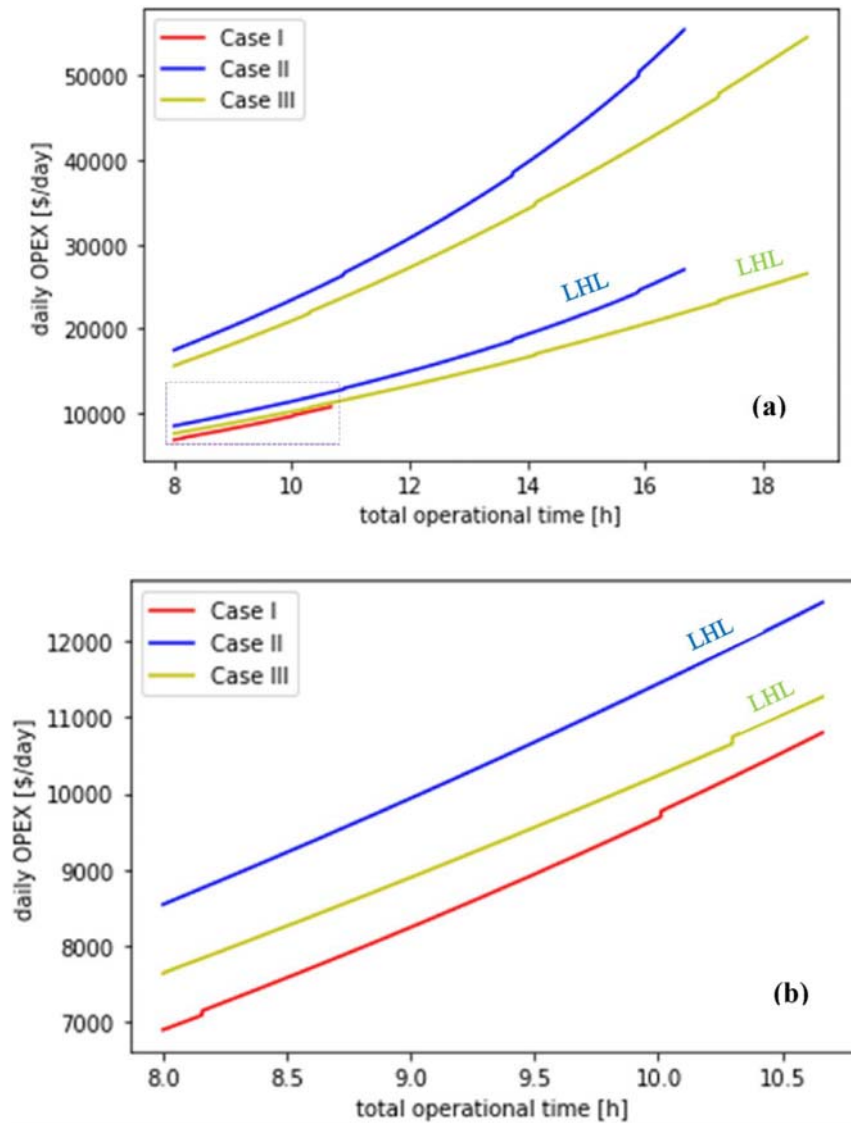 Case I
Case II
Case III
50000
40000
30000
20000
10000
daily OPEX [$/day]
LHL
LHL
(a)
8 10 12 14 16 18
total operational time [h]
Case I
Case II
Case III
12000
11000
10000
9000
8000
7000
daily OPEX [$/day]
LHL
LHL
(b)
8.0 8.5 9.0 9.5 10.0 10.5
total operational time [h]